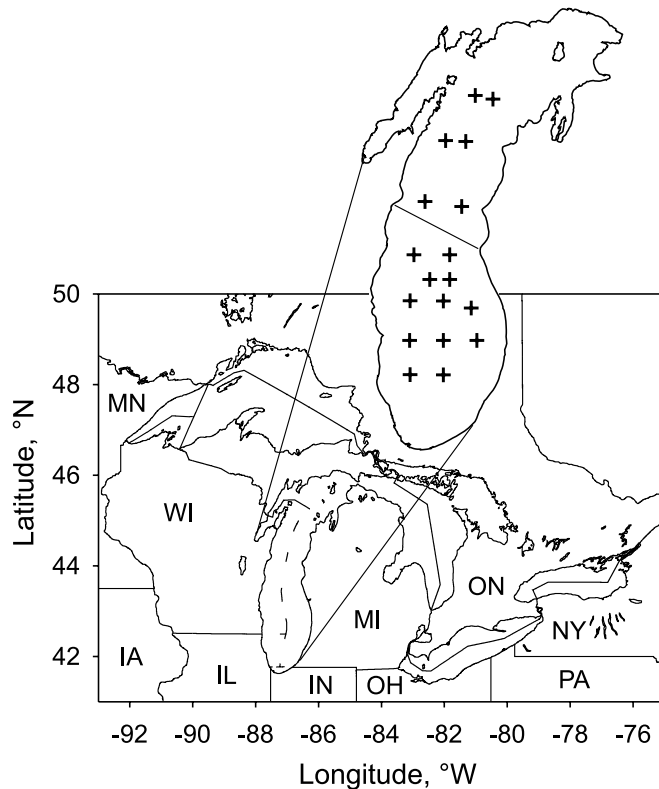 50
48
46
44
42
Latitude, °N
MN
WI
MI
ON
NY
IA
IL
IN
OH
PA
-92 -90 -88 -86 -84 -82 -80 -78 -76
Longitude, °W